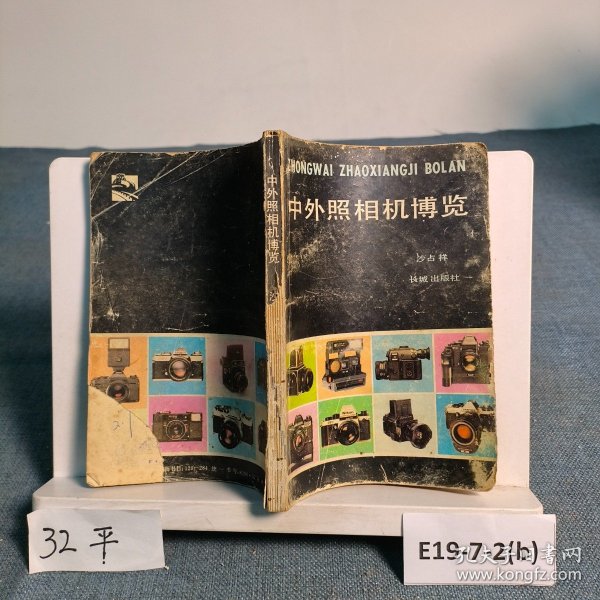 ZHONGWAI ZHAOXIANGJI BOLAN
中外照相机博览
沙占祥
长城出版社
中外照相机博览
32 平
E19-7-2(h)
孔夫子旧书网
www.kongfz.com